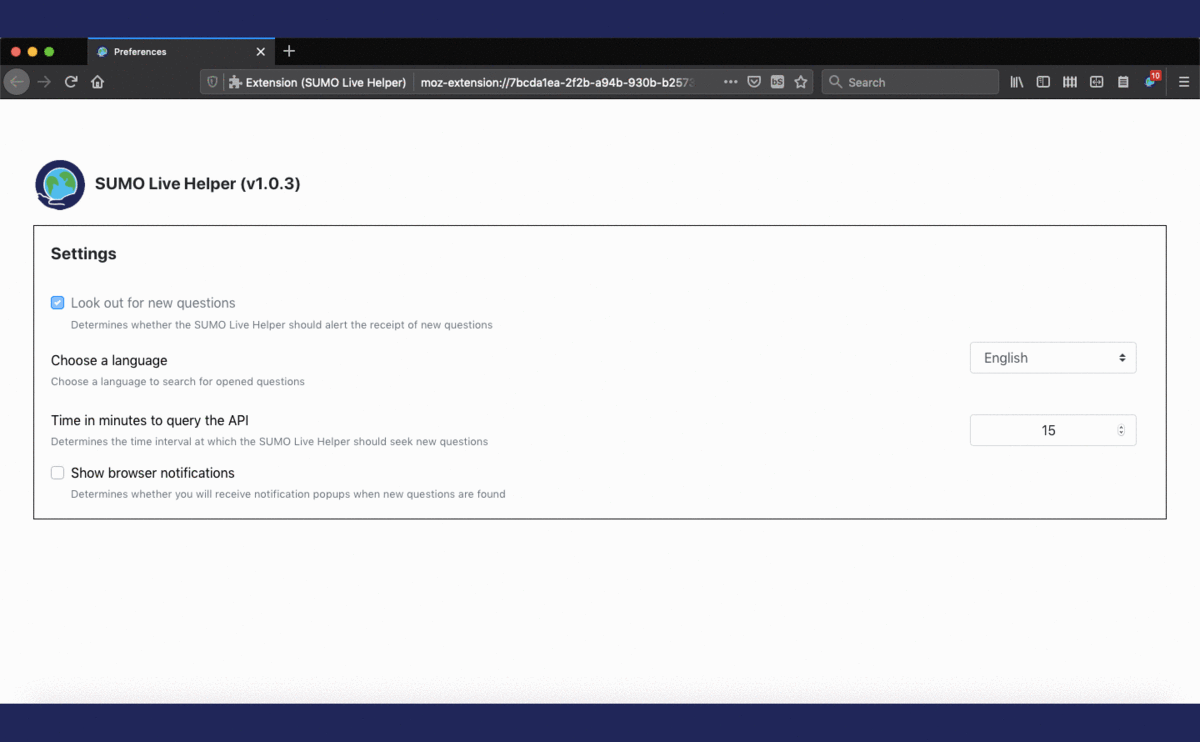 Preferences
Extension (SUMO Live Helper) moz-extension://7bcda1ea-2f2b-a94b-930b-b2573
bS
Search
10
SUMO Live Helper (v1.0.3)
Settings
Look out for new questions
Determines whether the SUMO Live Helper should alert the receipt of new questions
Choose a language
English
Choose a language to search for opened questions
Time in minutes to query the API
15
Determines the time interval at which the SUMO Live Helper should seek new questions
Show browser notifications
Determines whether you will receive notification popups when new questions are found